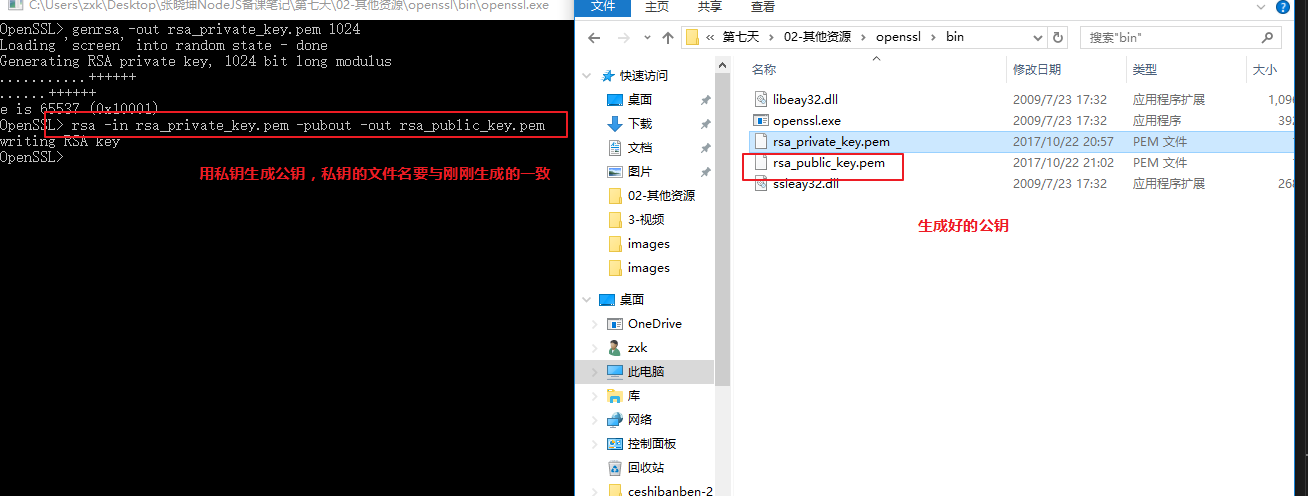 C:\Users\zxk\Desktop\张晓坤NodeJS备课笔记\第七天\02-其他资源\openssl\bin\openssl.exe
OpenSSL> genrsa -out rsa_private_key.pem 1024
Loading 'screen' into random state - done
Generating RSA private key, 1024 bit long modulus
...........++++++
......++++++
e is 65537 (0x10001)
OpenSSL> rsa -in rsa_private_key.pem -pubout -out rsa_public_key.pem
writing RSA key
OpenSSL>
用私钥生成公钥，私钥的文件名要与刚刚生成的一致
文件 主页 共享 查看
« 第七天 > 02-其他资源 > openssl > bin
搜索"bin"
快速访问
桌面
下载
文档
图片
02-其他资源
3-视频
images
images
桌面
OneDrive
zxk
此电脑
库
网络
控制面板
回收站
ceshibanben-2
名称 修改日期 类型 大小
libeay32.dll 2009/7/23 17:32 应用程序扩展 1,09
openssl.exe 2009/7/23 17:32 应用程序 39
rsa_private_key.pem 2017/10/22 20:57 PEM 文件
rsa_public_key.pem 2017/10/22 21:02 PEM 文件
ssleay32.dll 2009/7/23 17:32 应用程序扩展 26
生成好的公钥